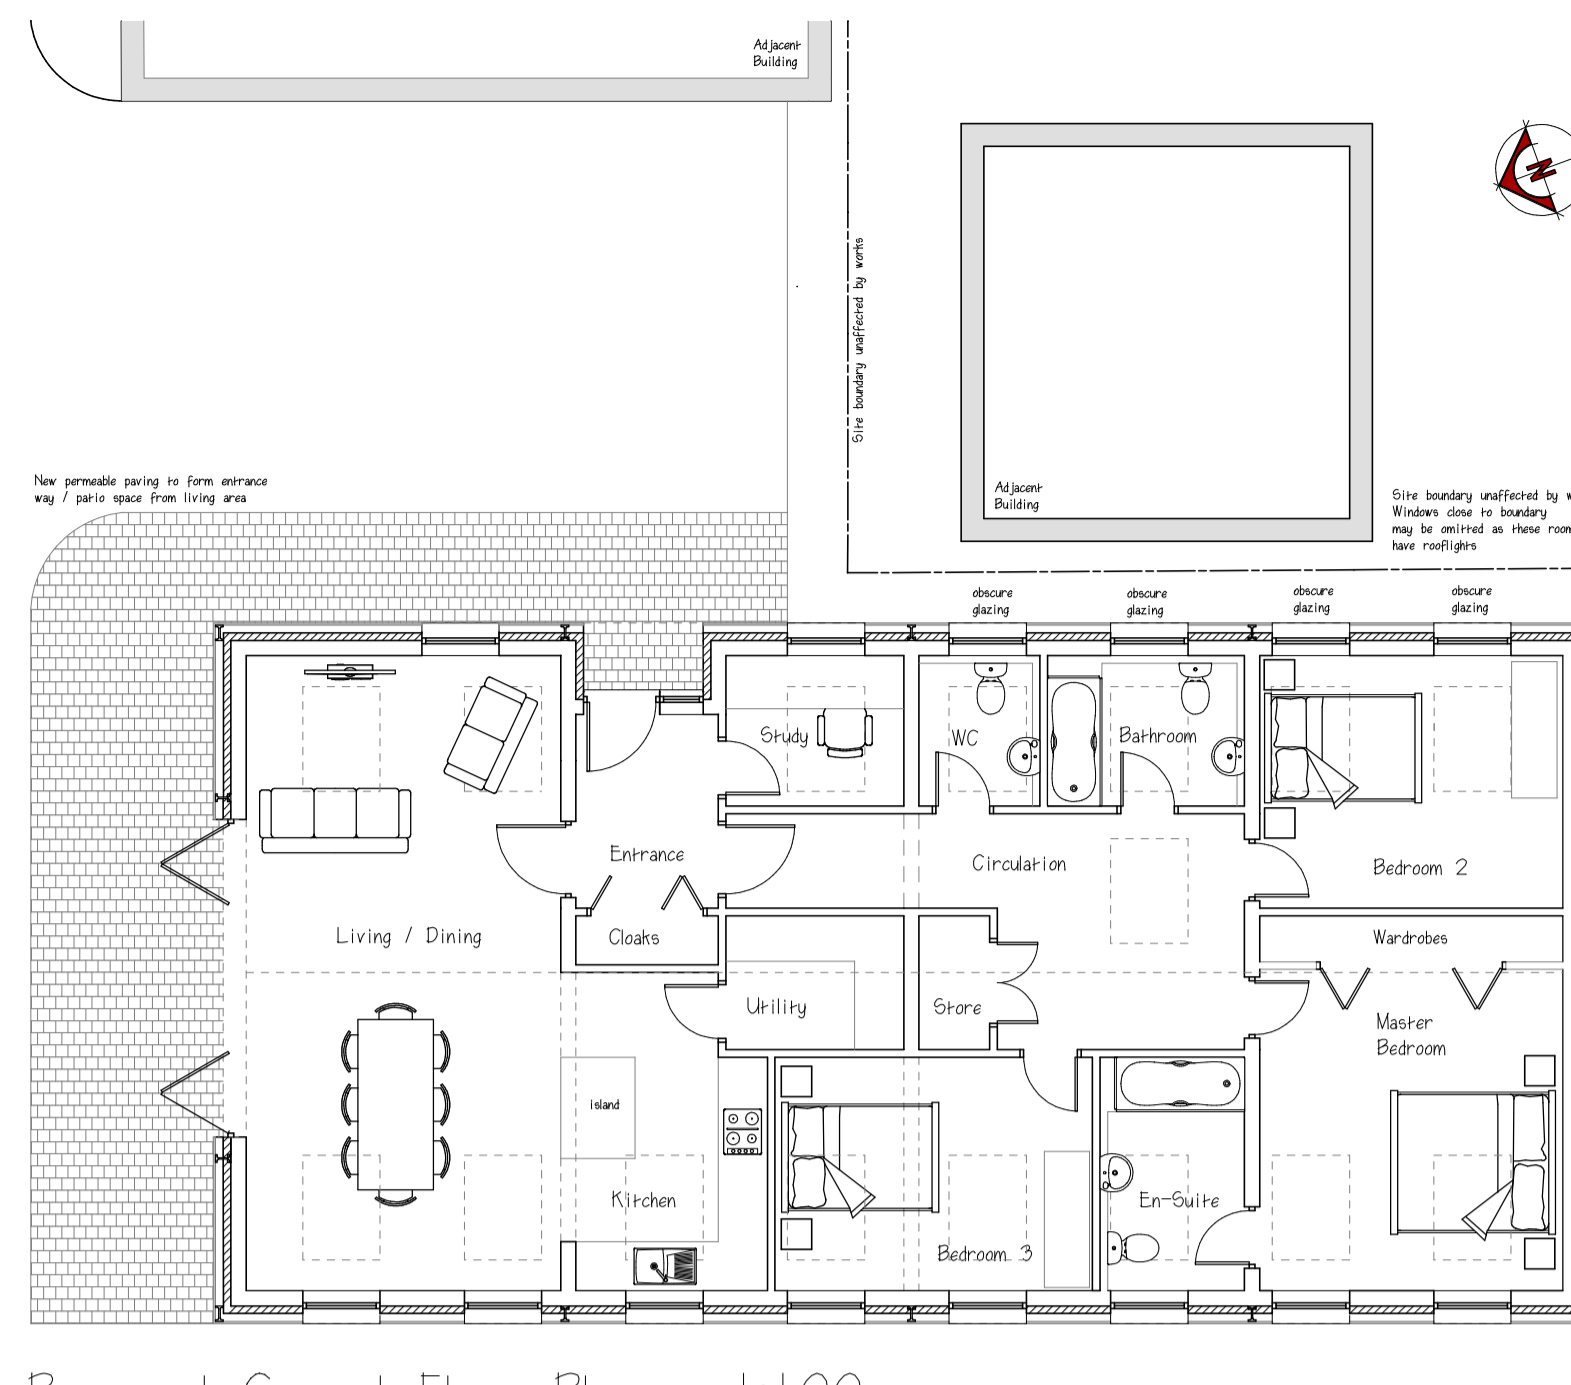 Adjacent
Building
N
Site boundary unaffected by works
New permeable paving to form entrance
way / patio space from living area
Adjacent
Building
Site boundary unaffected by
Windows close to boundary
may be omitted as these
have rooflights
obscure
glazing
obscure
glazing
obscure
glazing
obscure
glazing
Study
WC
Bathroom
Entrance
Circulation
Bedroom 2
Living / Dining
Cloaks
Wardrobes
Utility
Store
Master
Bedroom
island
Kitchen
En-Suite
Bedroom 3